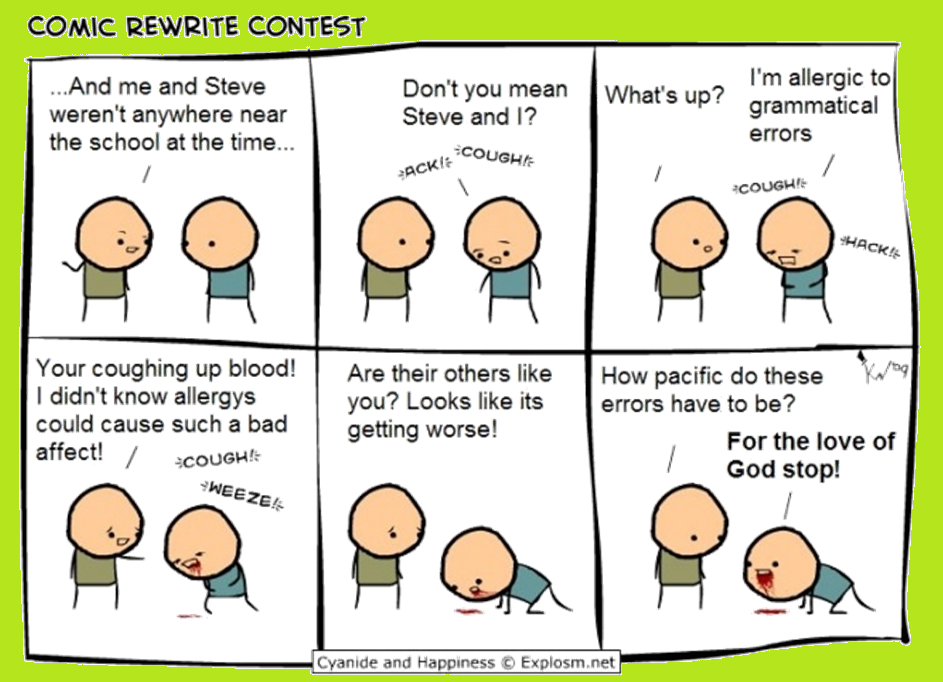 COMIC REWRITE CONTEST
...And me and Steve
weren't anywhere near
the school at the time...
Don't you mean
Steve and I?
ACK!
COUGH!
What's up?
I'm allergic to
grammatical
errors
COUGH!
HACK!
Your coughing up blood!
I didn't know allergys
could cause such a bad
affect!
COUGH!
WEEZE!
Are their others like
you? Looks like its
getting worse!
How pacific do these
errors have to be?
For the love of
God stop!
Cyanide and Happiness © Explosm.net